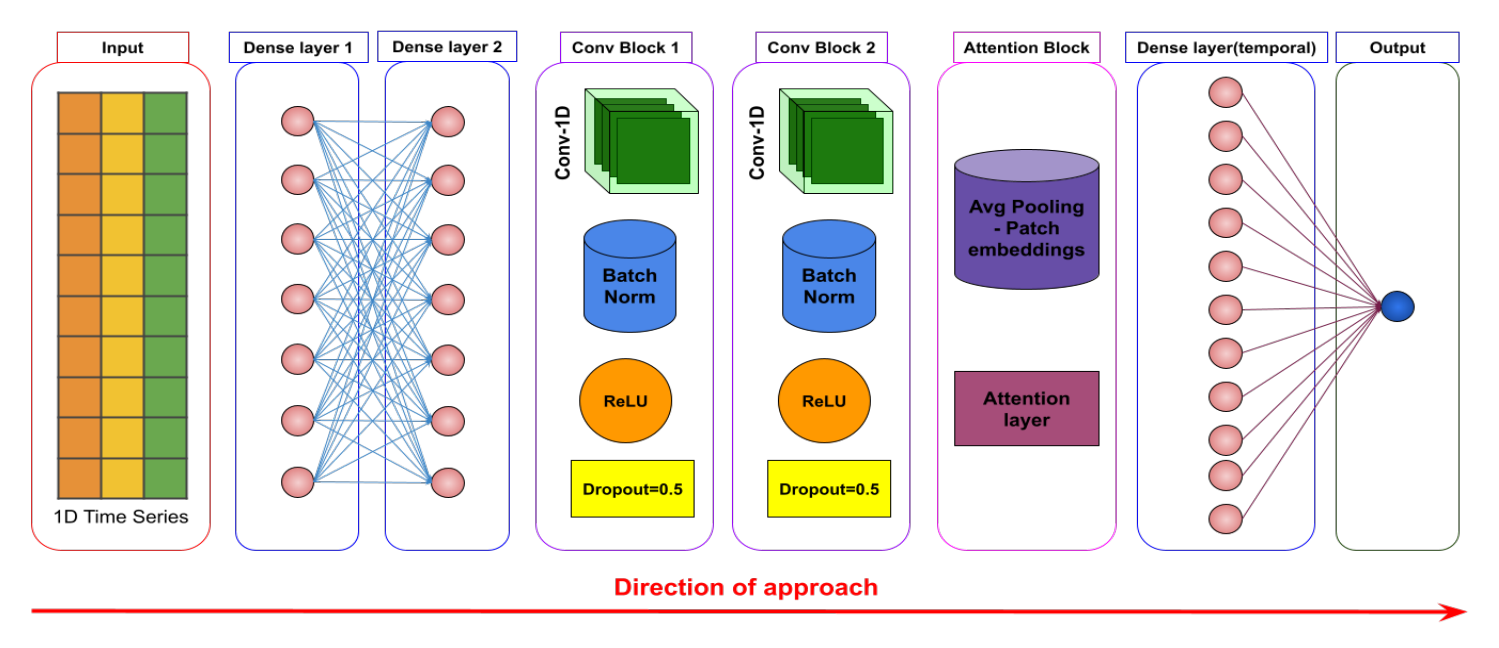 Input
1D Time Series
Dense layer 1
Dense layer 2
Conv Block 1
Conv-1D
Batch
Norm
ReLU
Dropout=0.5
Conv Block 2
Conv-1D
Batch
Norm
ReLU
Dropout=0.5
Attention Block
Avg Pooling
- Patch
embeddings
Attention
layer
Dense layer(temporal)
Output
Direction of approach